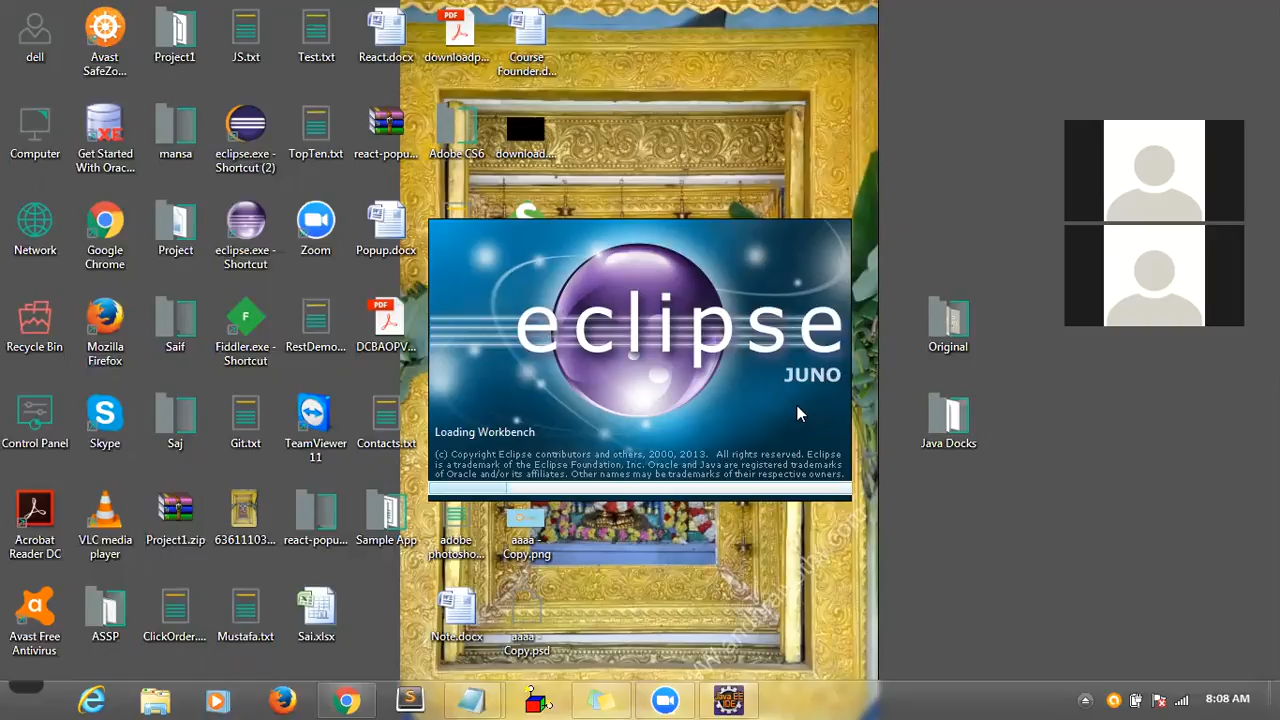 dell
Avast
SafeZo...
Project1
JS.txt
Test.txt
React.docx
PDF
downloadp...
Course
Founder.d...
Computer
XE
Get Started
With Orac...
mansa
eclipse.exe -
Shortcut (2)
TopTen.txt
react-popu...
Adobe CS6
download....
Network
Google
Chrome
Project
eclipse.exe -
Shortcut
Zoom
Popup.docx
eclipse
JUNO
Loading Workbench
(c) Copyright Eclipse contributors and others, 2000, 2013. All rights reserved. Eclipse
is a trademark of the Eclipse Foundation, Inc. Oracle and Java are registered trademarks
of Oracle and/or its affiliates. Other names may be trademarks of their respective owners.
Recycle Bin
Mozilla
Firefox
Saif
F
Fiddler.exe -
Shortcut
RestDemo...
PDF
DCBAOPV...
Original
Control Panel
Skype
Saj
Git.txt
TeamViewer
11
Contacts.txt
Java Docks
Acrobat
Reader DC
VLC media
player
Project1.zip
63611103...
react-popu...
Sample App
adobe
photosho...
aaaa -
Copy.png
Avast Free
Antivirus
ASSP
ClickOrder....
Mustafa.txt
Sai.xlsx
Note.docx
aaaa -
Copy.psd
Java EE
IDE
8:08 AM